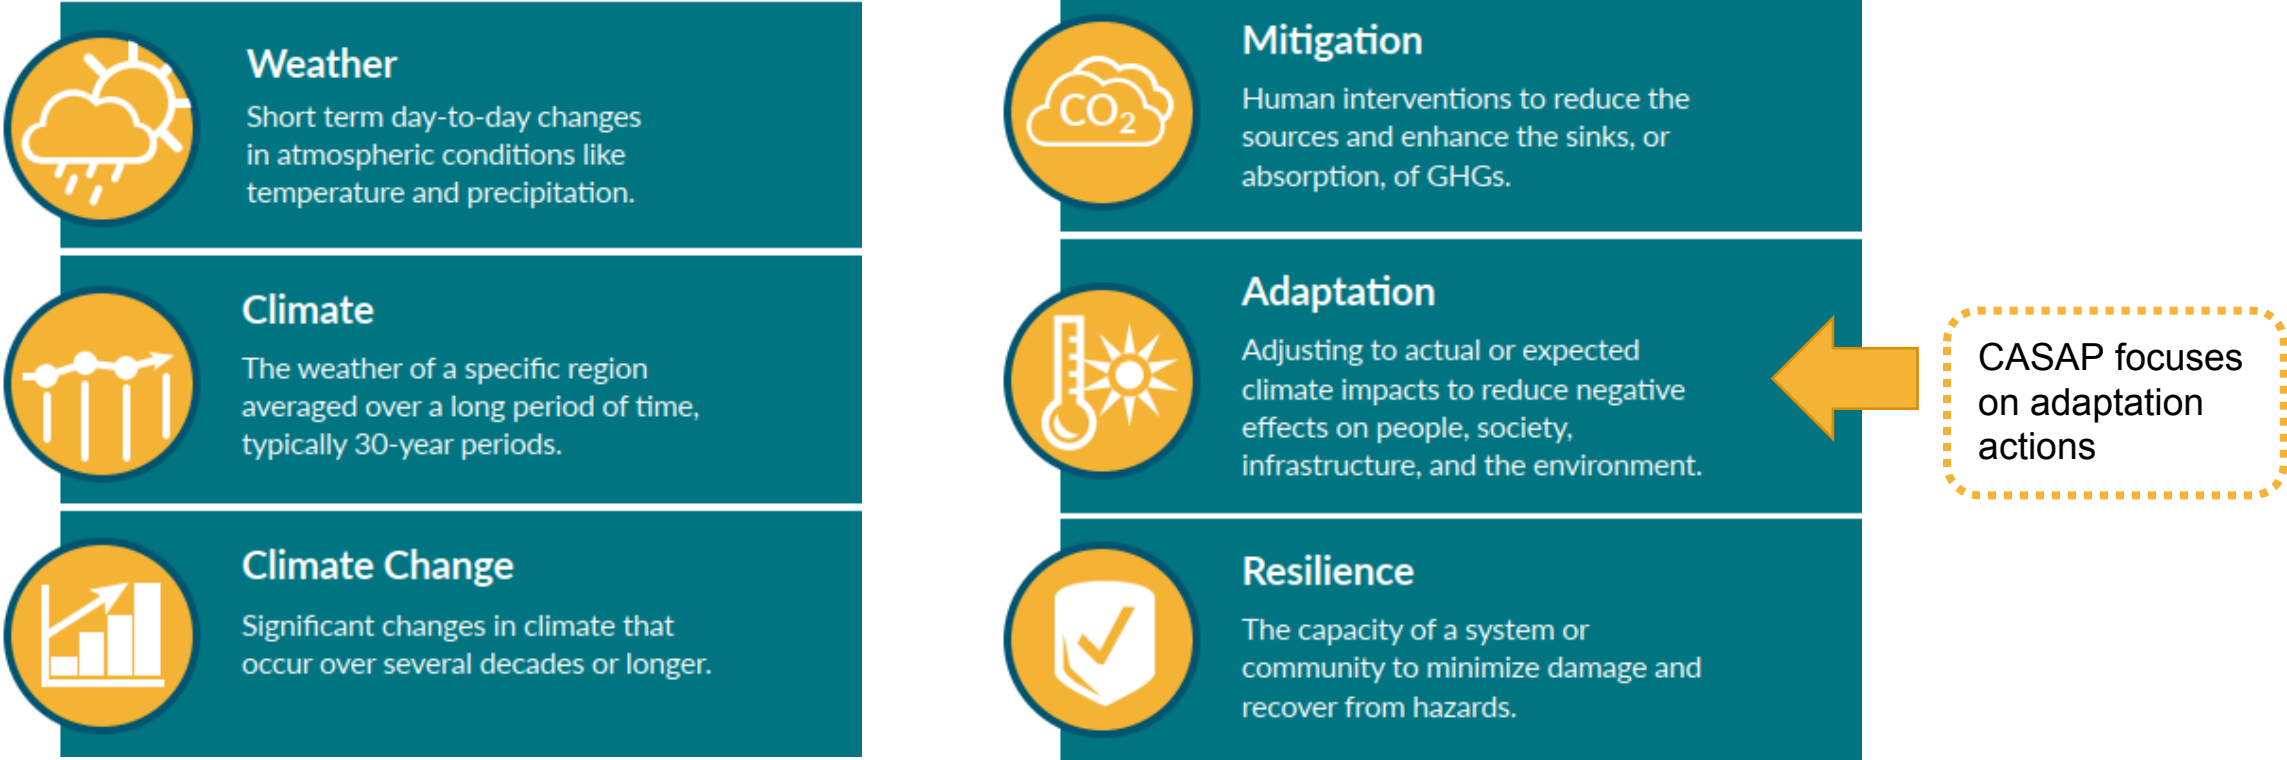 Weather
Short term day-to-day changes
in atmospheric conditions like
temperature and precipitation.
Climate
The weather of a specific region
averaged over a long period of time,
typically 30-year periods.
Climate Change
Significant changes in climate that
occur over several decades or longer.
CO₂
Mitigation
Human interventions to reduce the
sources and enhance the sinks, or
absorption, of GHGs.
Adaptation
Adjusting to actual or expected
climate impacts to reduce negative
effects on people, society,
infrastructure, and the environment.
Resilience
The capacity of a system or
community to minimize damage and
recover from hazards.
CASAP focuses
on adaptation
actions